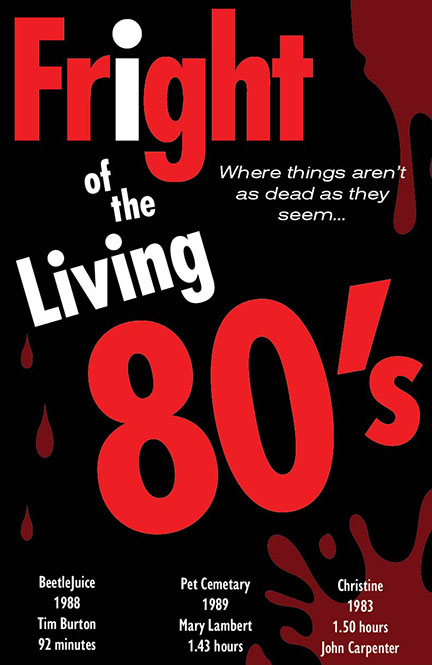 Fright
of
the
Living
80's
Where things aren't
as dead as they
seem...
BeetleJuice
1988
Tim Burton
92 minutes
Pet Cemetary
1989
Mary Lambert
1.43 hours
Christine
1983
1.50 hours
John Carpenter